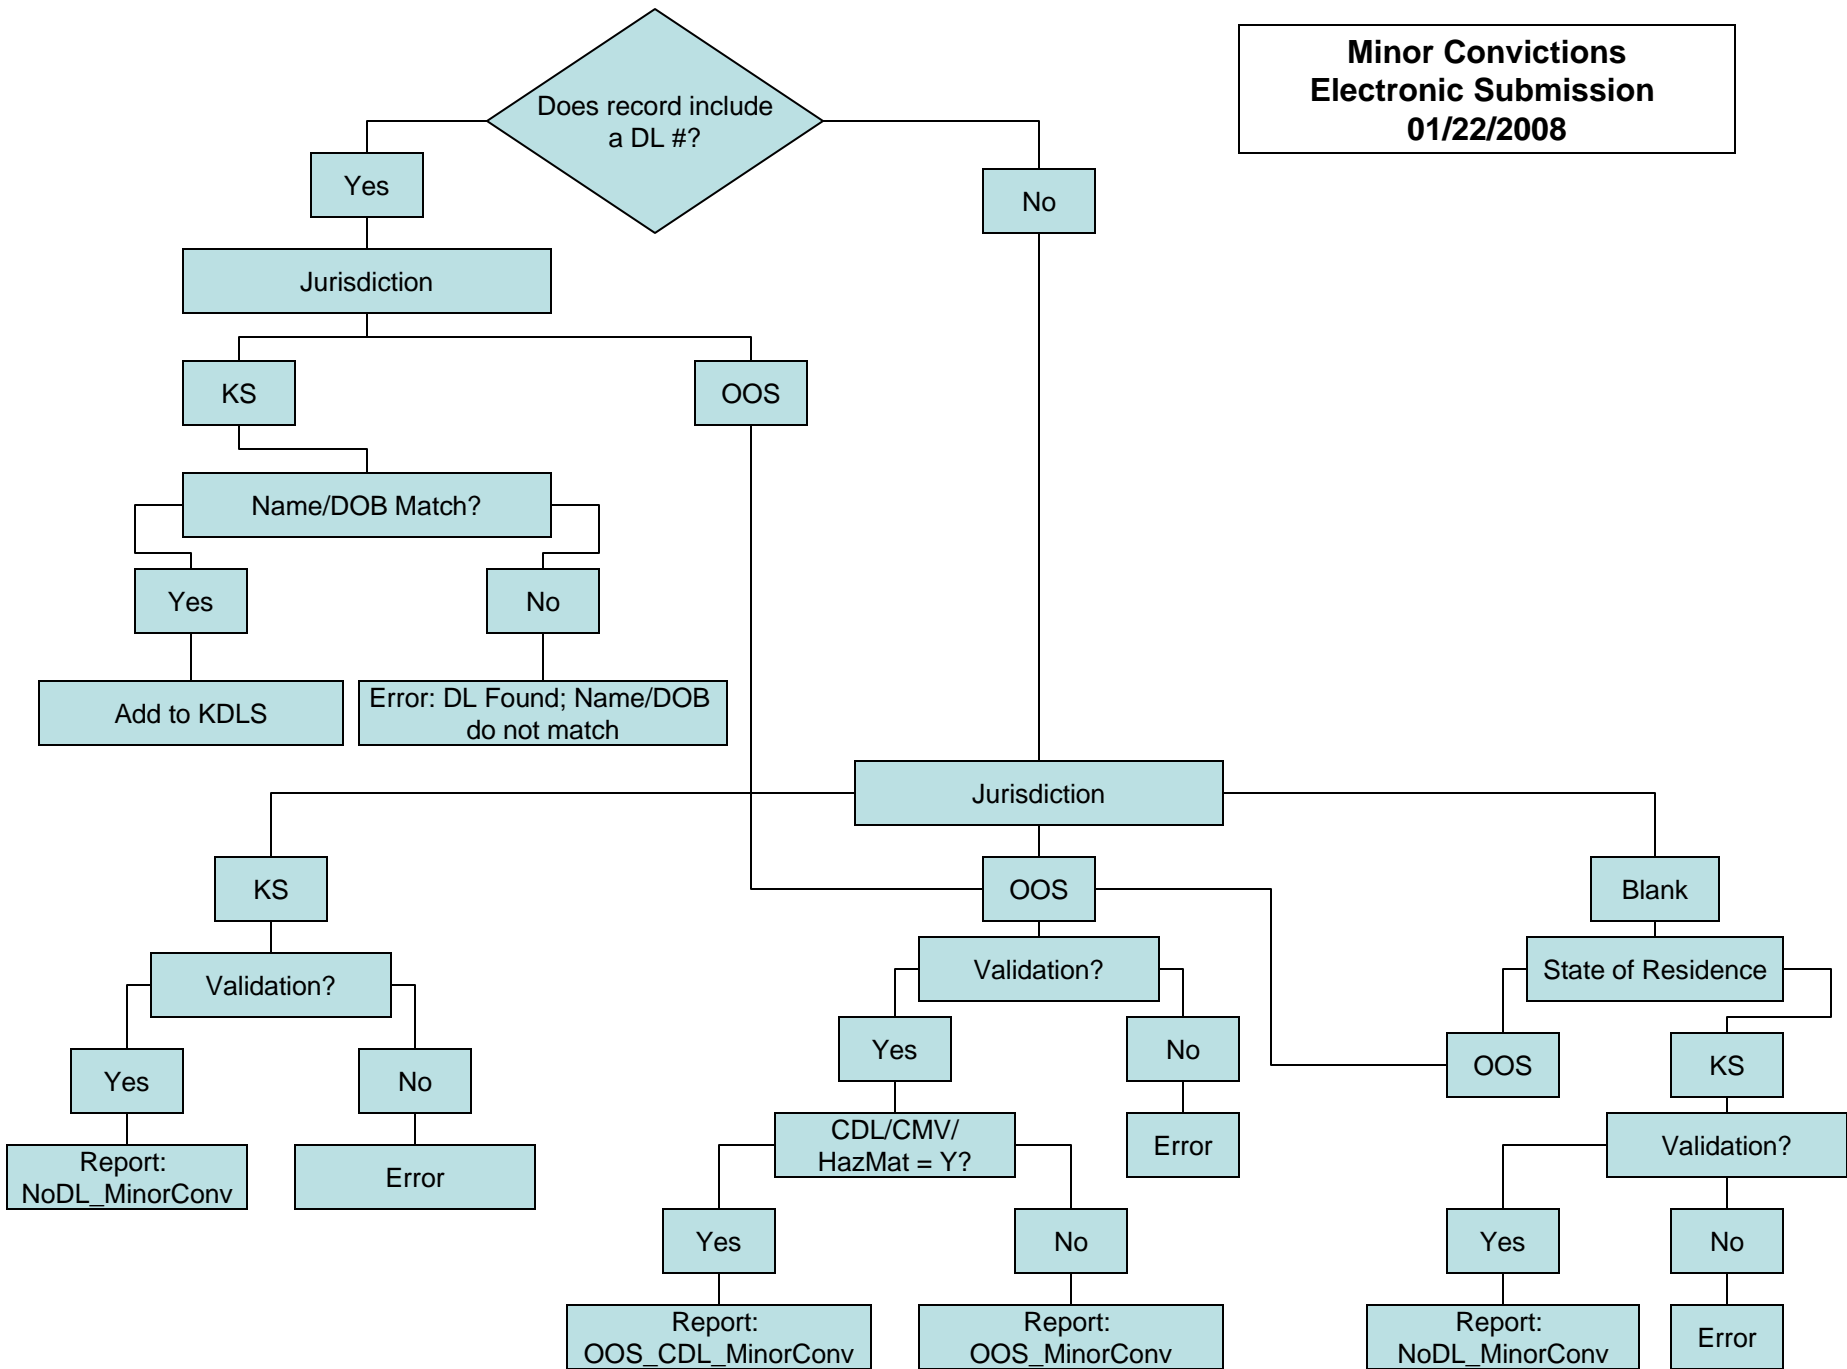 Minor Convictions
Electronic Submission
01/22/2008
Does record include
a DL #?
Yes
No
Jurisdiction
KS
OOS
Name/DOB Match?
Yes
No
Add to KDLS
Error: DL Found; Name/DOB
do not match
Jurisdiction
KS
OOS
Blank
Validation?
Validation?
State of Residence
Yes
No
Yes
No
OOS
KS
Report:
NoDL_MinorConv
Error
CDL/CMV/
HazMat = Y?
Error
Validation?
Yes
No
Yes
No
Report:
OOS_CDL_MinorConv
Report:
OOS_MinorConv
Report:
NoDL_MinorConv
Error